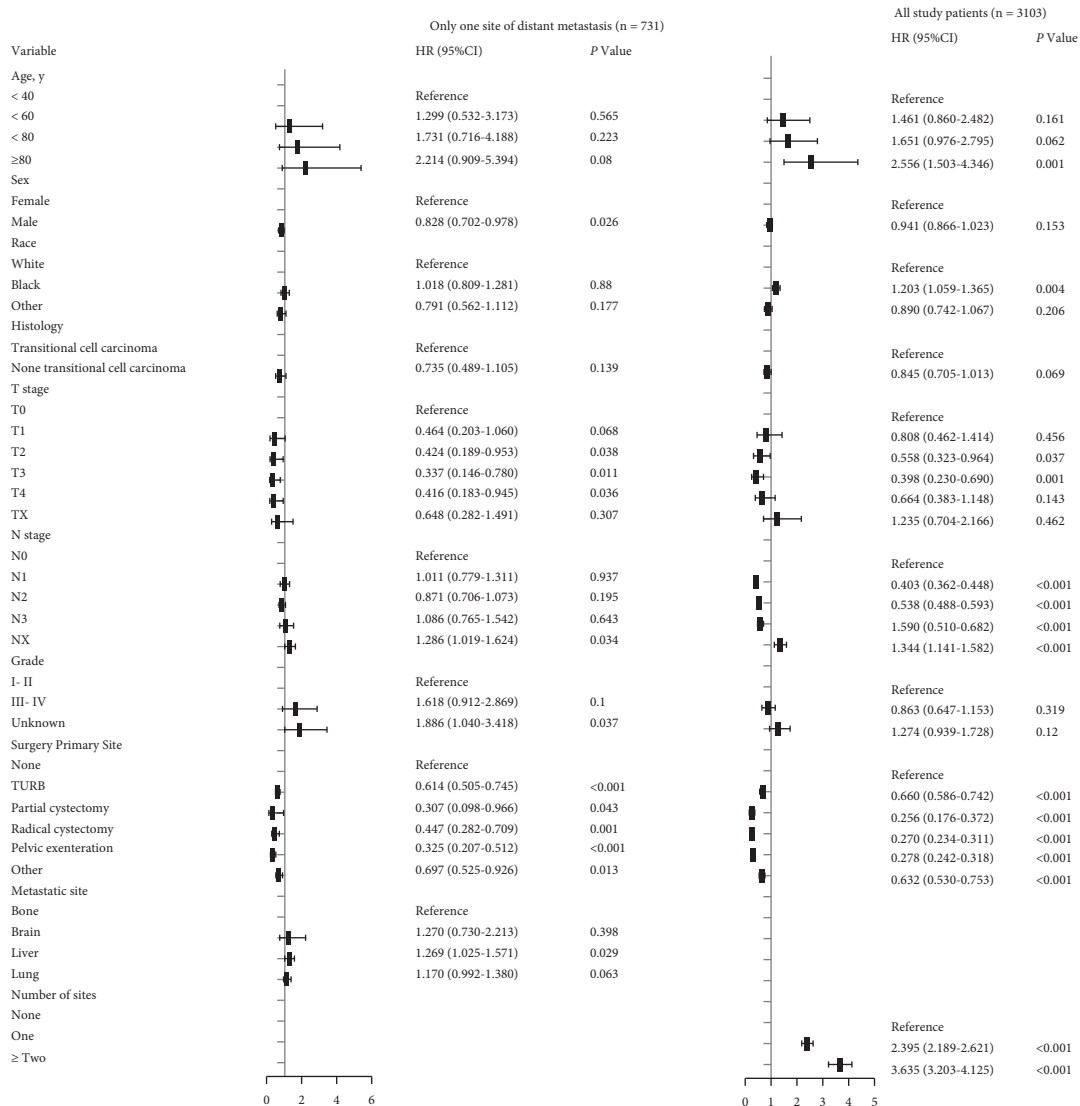 Only one site of distant metastasis (n = 731) All study patients (n = 3103)
Variable HR (95%CI) P Value HR (95%CI) P Value
Age, y
< 40 Reference Reference
< 60 1.299 (0.532-3.173) 0.565 1.461 (0.860-2.482) 0.161
< 80 1.731 (0.716-4.188) 0.223 1.651 (0.976-2.795) 0.062
≥80 2.214 (0.909-5.394) 0.08 2.556 (1.503-4.346) 0.001
Sex
Female Reference Reference
Male 0.828 (0.702-0.978) 0.026 0.941 (0.866-1.023) 0.153
Race
White Reference Reference
Black 1.018 (0.809-1.281) 0.88 1.203 (1.059-1.365) 0.004
Other 0.791 (0.562-1.112) 0.177 0.890 (0.742-1.067) 0.206
Histology
Transitional cell carcinoma Reference Reference
None transitional cell carcinoma 0.735 (0.489-1.105) 0.139 0.845 (0.705-1.013) 0.069
T stage
T0 Reference Reference
T1 0.464 (0.203-1.060) 0.068 0.808 (0.462-1.414) 0.456
T2 0.424 (0.189-0.953) 0.038 0.558 (0.323-0.964) 0.037
T3 0.337 (0.146-0.780) 0.011 0.398 (0.230-0.690) 0.001
T4 0.416 (0.183-0.945) 0.036 0.664 (0.383-1.148) 0.143
TX 0.648 (0.282-1.491) 0.307 1.235 (0.704-2.166) 0.462
N stage
N0 Reference Reference
N1 1.011 (0.779-1.311) 0.937 0.403 (0.362-0.448) <0.001
N2 0.871 (0.706-1.073) 0.195 0.538 (0.488-0.593) <0.001
N3 1.086 (0.765-1.542) 0.643 1.590 (0.510-0.682) <0.001
NX 1.286 (1.019-1.624) 0.034 1.344 (1.141-1.582) <0.001
Grade
I- II Reference Reference
III- IV 1.618 (0.912-2.869) 0.1 0.863 (0.647-1.153) 0.319
Unknown 1.886 (1.040-3.418) 0.037 1.274 (0.939-1.728) 0.12
Surgery Primary Site
None Reference Reference
TURB 0.614 (0.505-0.745) <0.001 0.660 (0.586-0.742) <0.001
Partial cystectomy 0.307 (0.098-0.966) 0.043 0.256 (0.176-0.372) <0.001
Radical cystectomy 0.447 (0.282-0.709) 0.001 0.270 (0.234-0.311) <0.001
Pelvic exenteration 0.325 (0.207-0.512) <0.001 0.278 (0.242-0.318) <0.001
Other 0.697 (0.525-0.926) 0.013 0.632 (0.530-0.753) <0.001
Metastatic site
Bone Reference
Brain 1.270 (0.730-2.213) 0.398
Liver 1.269 (1.025-1.571) 0.029
Lung 1.170 (0.992-1.380) 0.063
Number of sites
None Reference
One 2.395 (2.189-2.621) <0.001
≥ Two 3.635 (3.203-4.125) <0.001
0 2 4 6 0 1 2 3 4 5